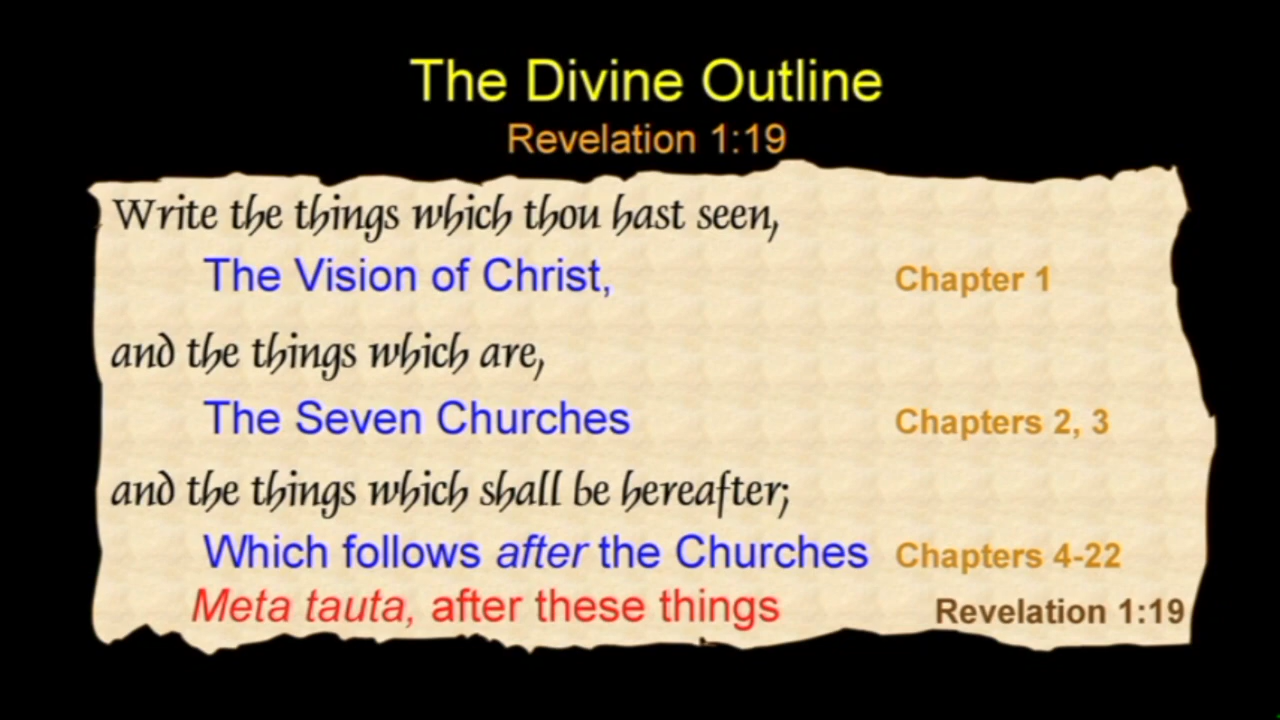 The Divine Outline
Revelation 1:19
Write the things which thou hast seen,
The Vision of Christ, Chapter 1
and the things which are,
The Seven Churches Chapters 2, 3
and the things which shall be hereafter;
Which follows after the Churches Chapters 4-22
Meta tauta, after these things Revelation 1:19